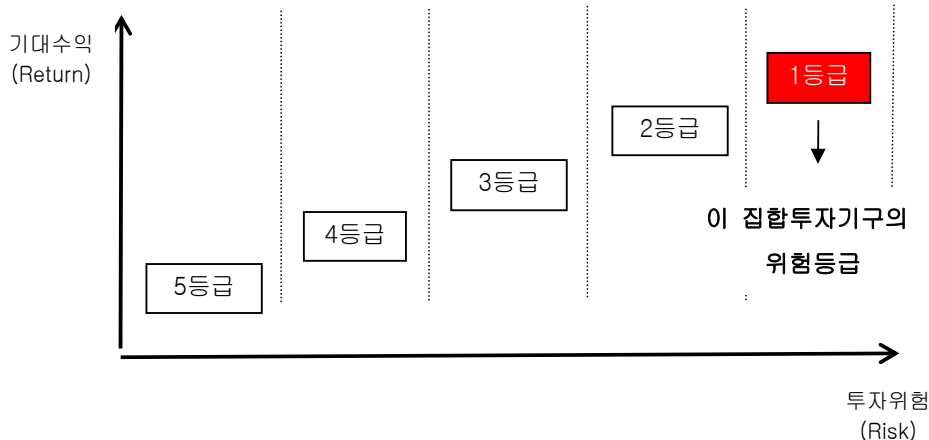 기대수익
(Return)
1등급
2등급
3등급
4등급
5등급
이 집합투자기구의
위험등급
투자위험
(Risk)